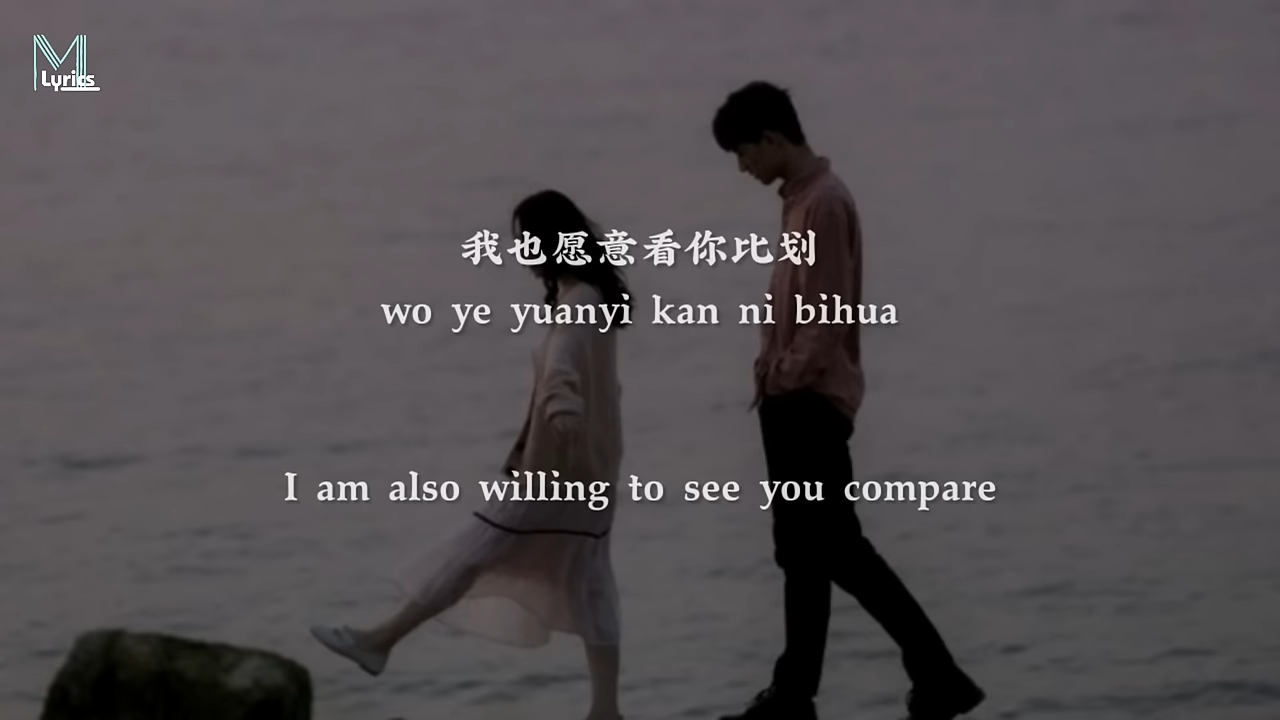 M
Lyrics
我也愿意看你比划
wo ye yuanyi kan ni bihua
I am also willing to see you compare